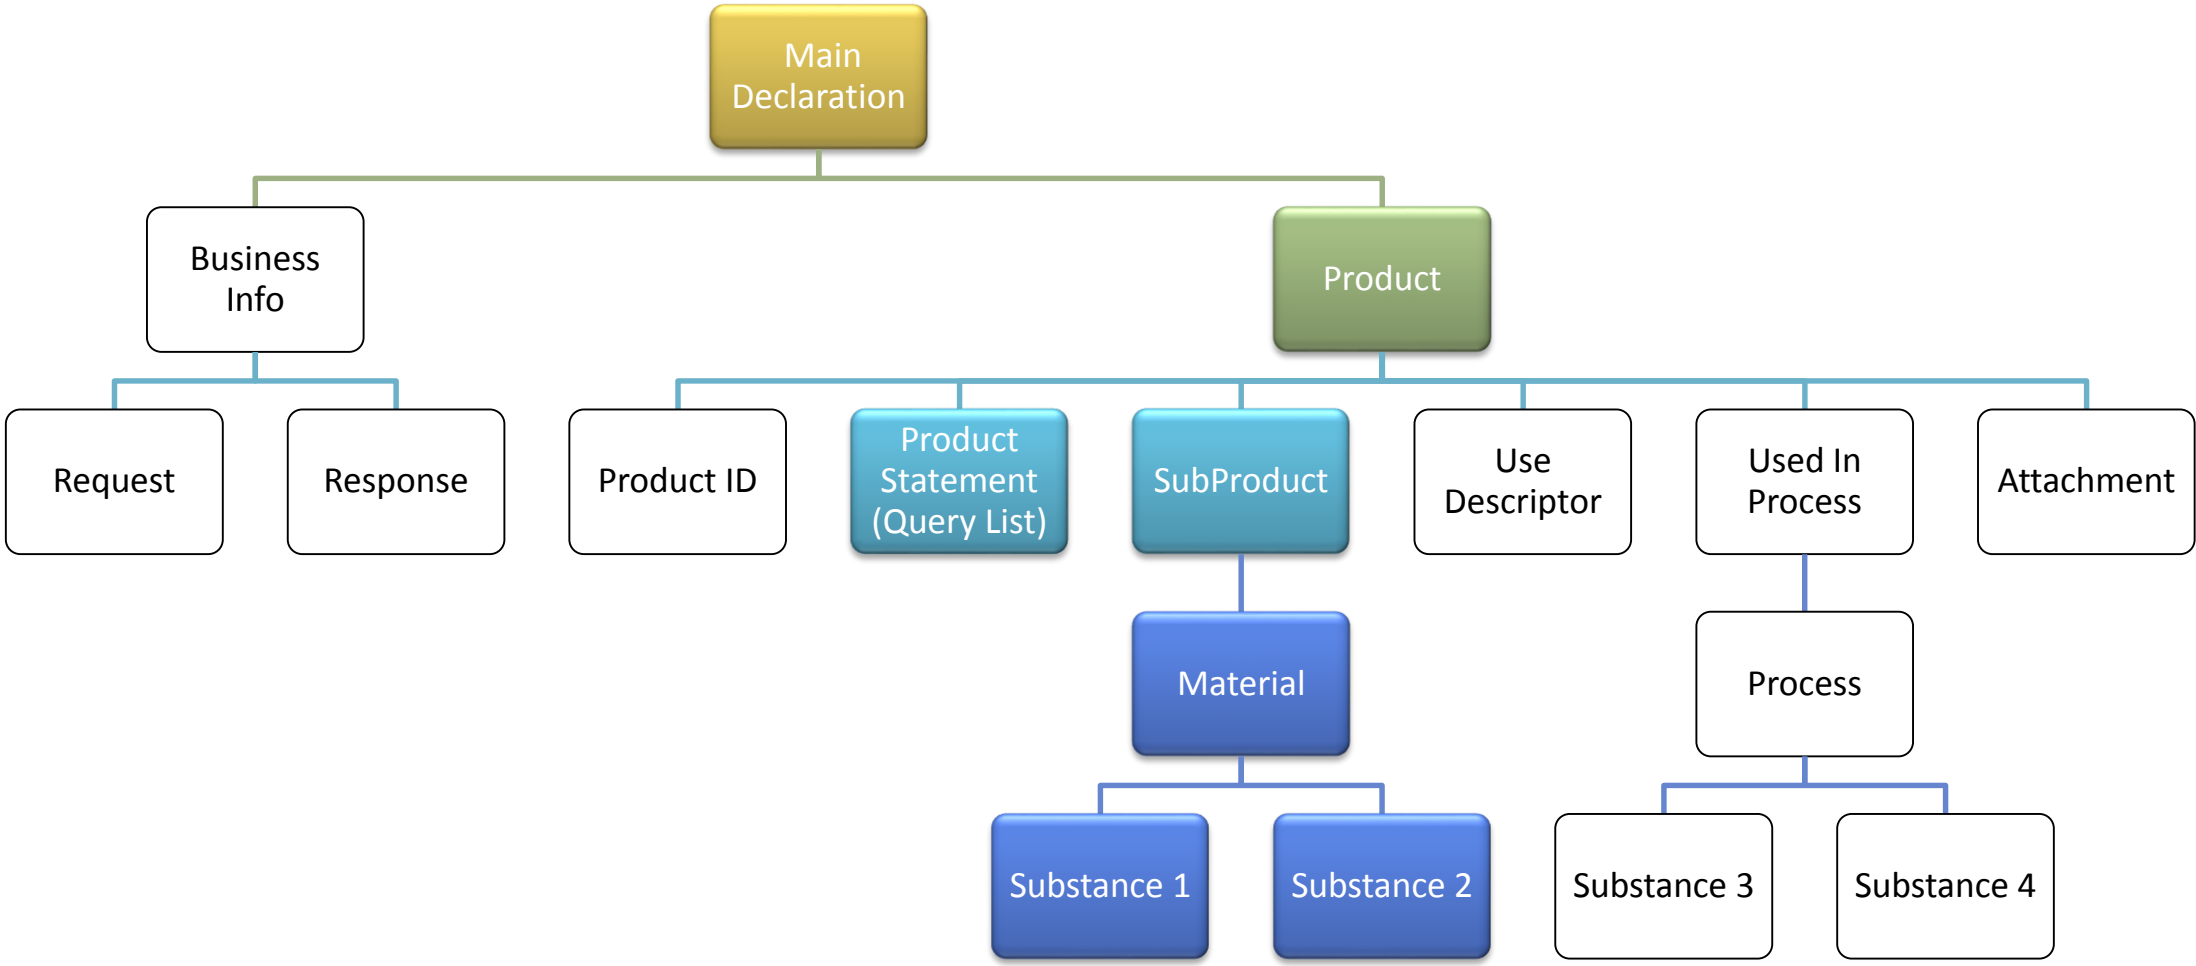 Main
Declaration
Business
Info
Product
Request
Response
Product ID
Product
Statement
(Query List)
SubProduct
Use
Descriptor
Used In
Process
Attachment
Material
Process
Substance 1
Substance 2
Substance 3
Substance 4